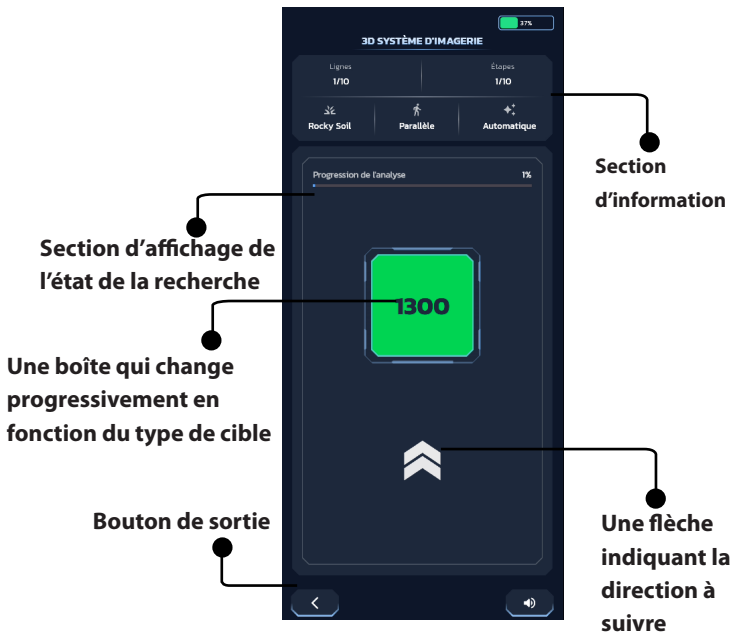 37%
3D SYSTÈME D'IMAGERIE
Lignes
1/10
Étapes
1/10
Rocky Soil
Parallèle
Automatique
Section
d'information
Progression de l'analyse
1%
Section d'affichage de
l'état de la recherche
1300
Une boîte qui change
progressivement en
fonction du type de cible
Bouton de sortie
Une flèche
indiquant la
direction à
suivre